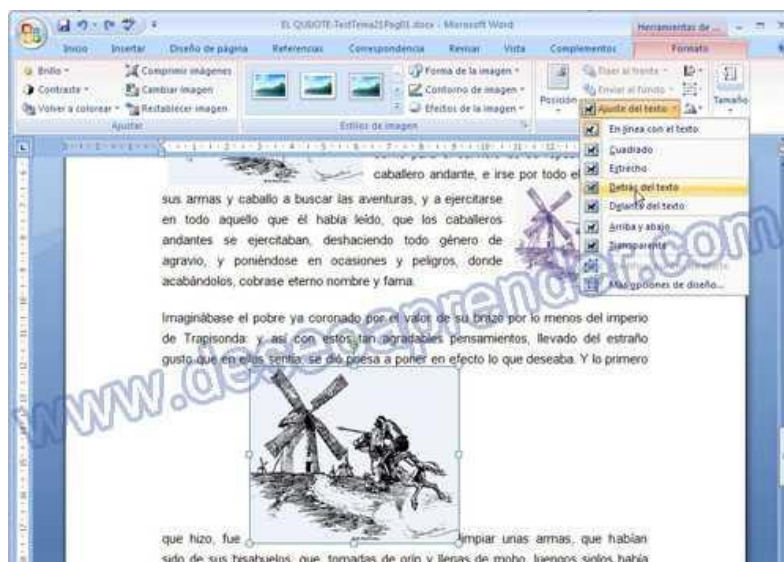 EL QUIJOTE-TestTema21Pag01.docx - Microsoft Word
Herramientas de ...
Inicio Insertar Diseño de página Referencias Correspondencia Revisar Vista Complementos Formato
Brillo Comprimir imágenes Forma de la imagen Traer al frente
Contraste Cambiar imagen Contorno de imagen Enviar al fondo
Volver a colorear Restablecer imagen Efectos de la imagen Posición Ajuste del texto Tamaño
Ajustar Estilos de imagen
En línea con el texto
Cuadrado
Estrecho
Detrás del texto
Delante del texto
Arriba y abajo
Transparente
Más opciones de diseño...
caballero andante, e irse por todo el
sus armas y caballo a buscar las aventuras, y a ejercitarse
en todo aquello que él había leído, que los caballeros
andantes se ejercitaban, deshaciendo todo género de
agravio, y poniéndose en ocasiones y peligros, donde
acabándolos, cobrase eterno nombre y fama.
Imaginábase el pobre ya coronado por el valor de su brazo por lo menos del imperio
de Trapisonda: y así con estos tan agradables pensamientos, llevado del estraño
gusto que en ellos sentía, se dió priesa a poner en efecto lo que deseaba. Y lo primero
que hizo, fue limpiar unas armas, que habían
sido de sus bisabuelos, que, tomadas de orín y llenas de moho, luengos siglos había